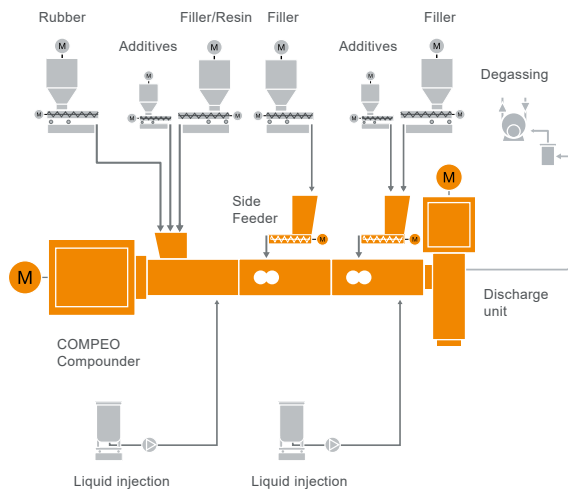 Rubber
Filler/Resin
Filler
Filler
Additives
Additives
Degassing
M
M
M
M
M
M
M
M
M
M
M
M
Side
Feeder
M
M
M
Discharge
unit
COMPEO
Compounder
Liquid injection
Liquid injection